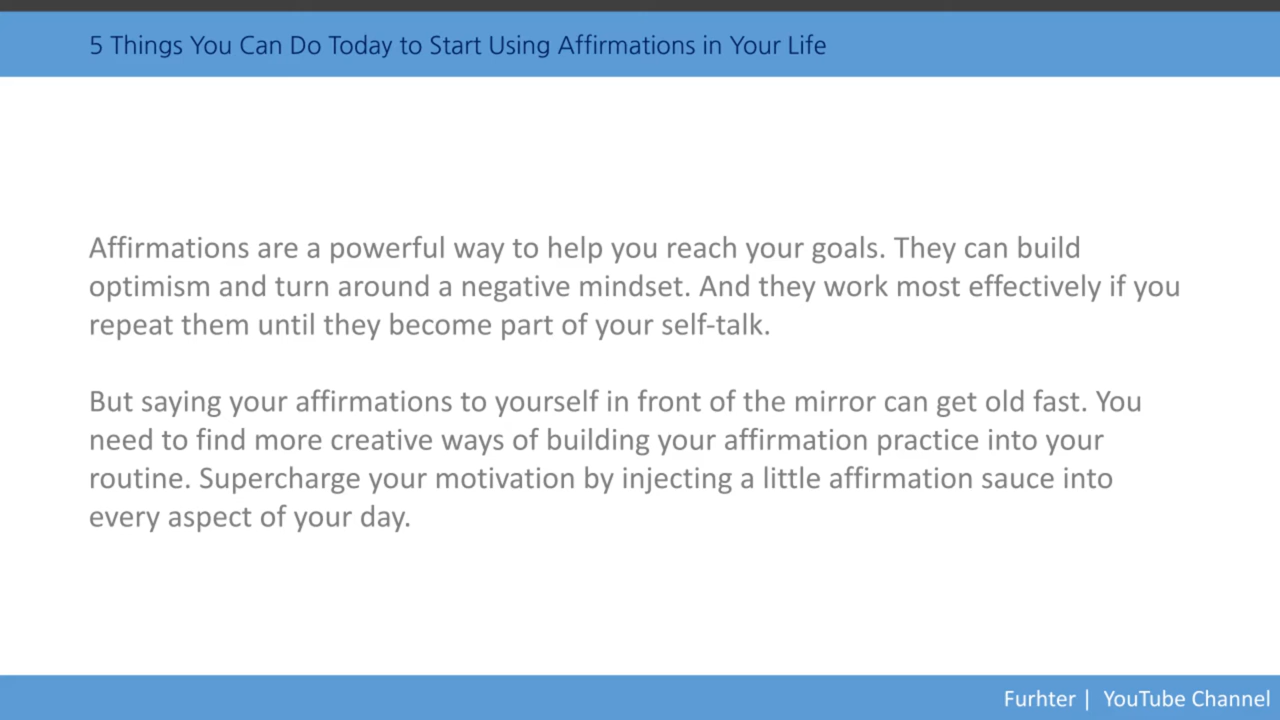 5 Things You Can Do Today to Start Using Affirmations in Your Life
Affirmations are a powerful way to help you reach your goals. They can build
optimism and turn around a negative mindset. And they work most effectively if you
repeat them until they become part of your self-talk.
But saying your affirmations to yourself in front of the mirror can get old fast. You
need to find more creative ways of building your affirmation practice into your
routine. Supercharge your motivation by injecting a little affirmation sauce into
every aspect of your day.
Furhter | YouTube Channel